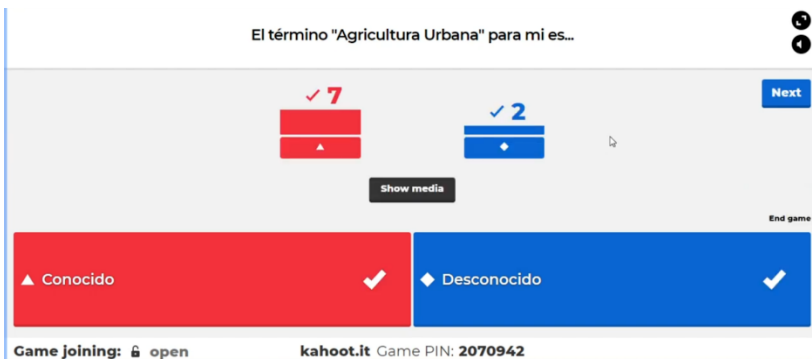 El término "Agricultura Urbana" para mi es...
7
2
Next
Show media
End game
Conocido
Desconocido
Game joining: open
kahoot.it Game PIN: 2070942